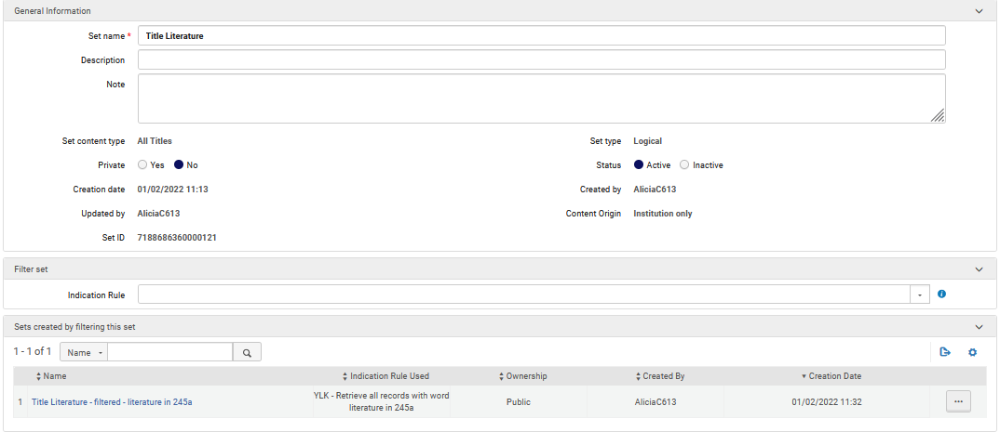 General Information
Set name * Title Literature
Description
Note
Set content type All Titles Set type Logical
Private Yes No Status Active Inactive
Creation date 01/02/2022 11:13 Created by AliciaC613
Updated by AliciaC613 Content Origin Institution only
Set ID 7188686360000121
Filter set
Indication Rule
Sets created by filtering this set
1 - 1 of 1 Name
Name Indication Rule Used Ownership Created By Creation Date
1 Title Literature - filtered - literature in 245a YLK - Retrieve all records with word literature in 245a Public AliciaC613 01/02/2022 11:32